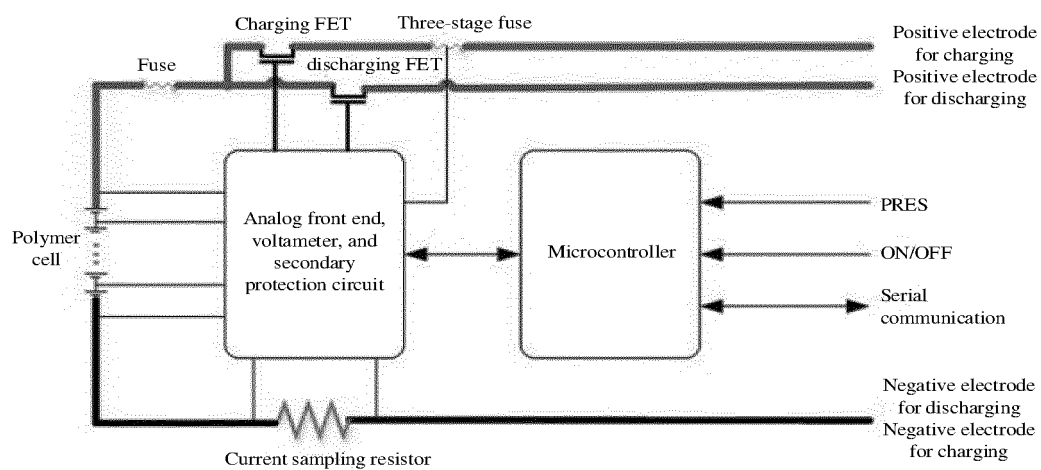 Charging FET
Three-stage fuse
Positive electrode
for charging
Fuse
discharging FET
Positive electrode
for discharging
Polymer
cell
Analog front end,
voltameter, and
secondary
protection circuit
Microcontroller
PRES
ON/OFF
Serial
communication
Negative electrode
for discharging
Negative electrode
for charging
Current sampling resistor